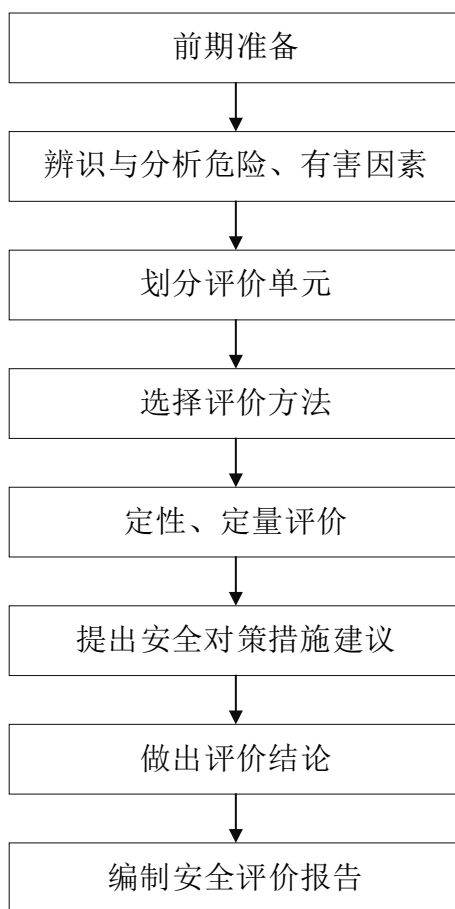 前期准备
辨识与分析危险、有害因素
划分评价单元
选择评价方法
定性、定量评价
提出安全对策措施建议
做出评价结论
编制安全评价报告